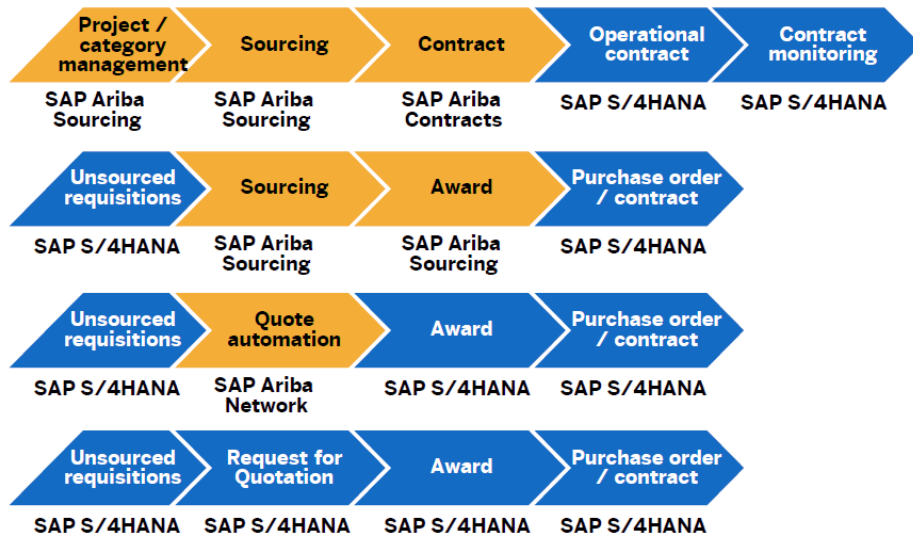 Project /
category
management
Sourcing
Contract
Operational
contract
Contract
monitoring
SAP Ariba
Sourcing
SAP Ariba
Sourcing
SAP Ariba
Contracts
SAP S/4HANA
SAP S/4HANA
Unsourced
requisitions
Sourcing
Award
Purchase order
/ contract
SAP S/4HANA
SAP Ariba
Sourcing
SAP Ariba
Sourcing
SAP S/4HANA
Unsourced
requisitions
Quote
automation
Award
Purchase order
/ contract
SAP S/4HANA
SAP Ariba
Network
SAP S/4HANA
SAP S/4HANA
Unsourced
requisitions
Request for
Quotation
Award
Purchase order
/ contract
SAP S/4HANA
SAP S/4HANA
SAP S/4HANA
SAP S/4HANA